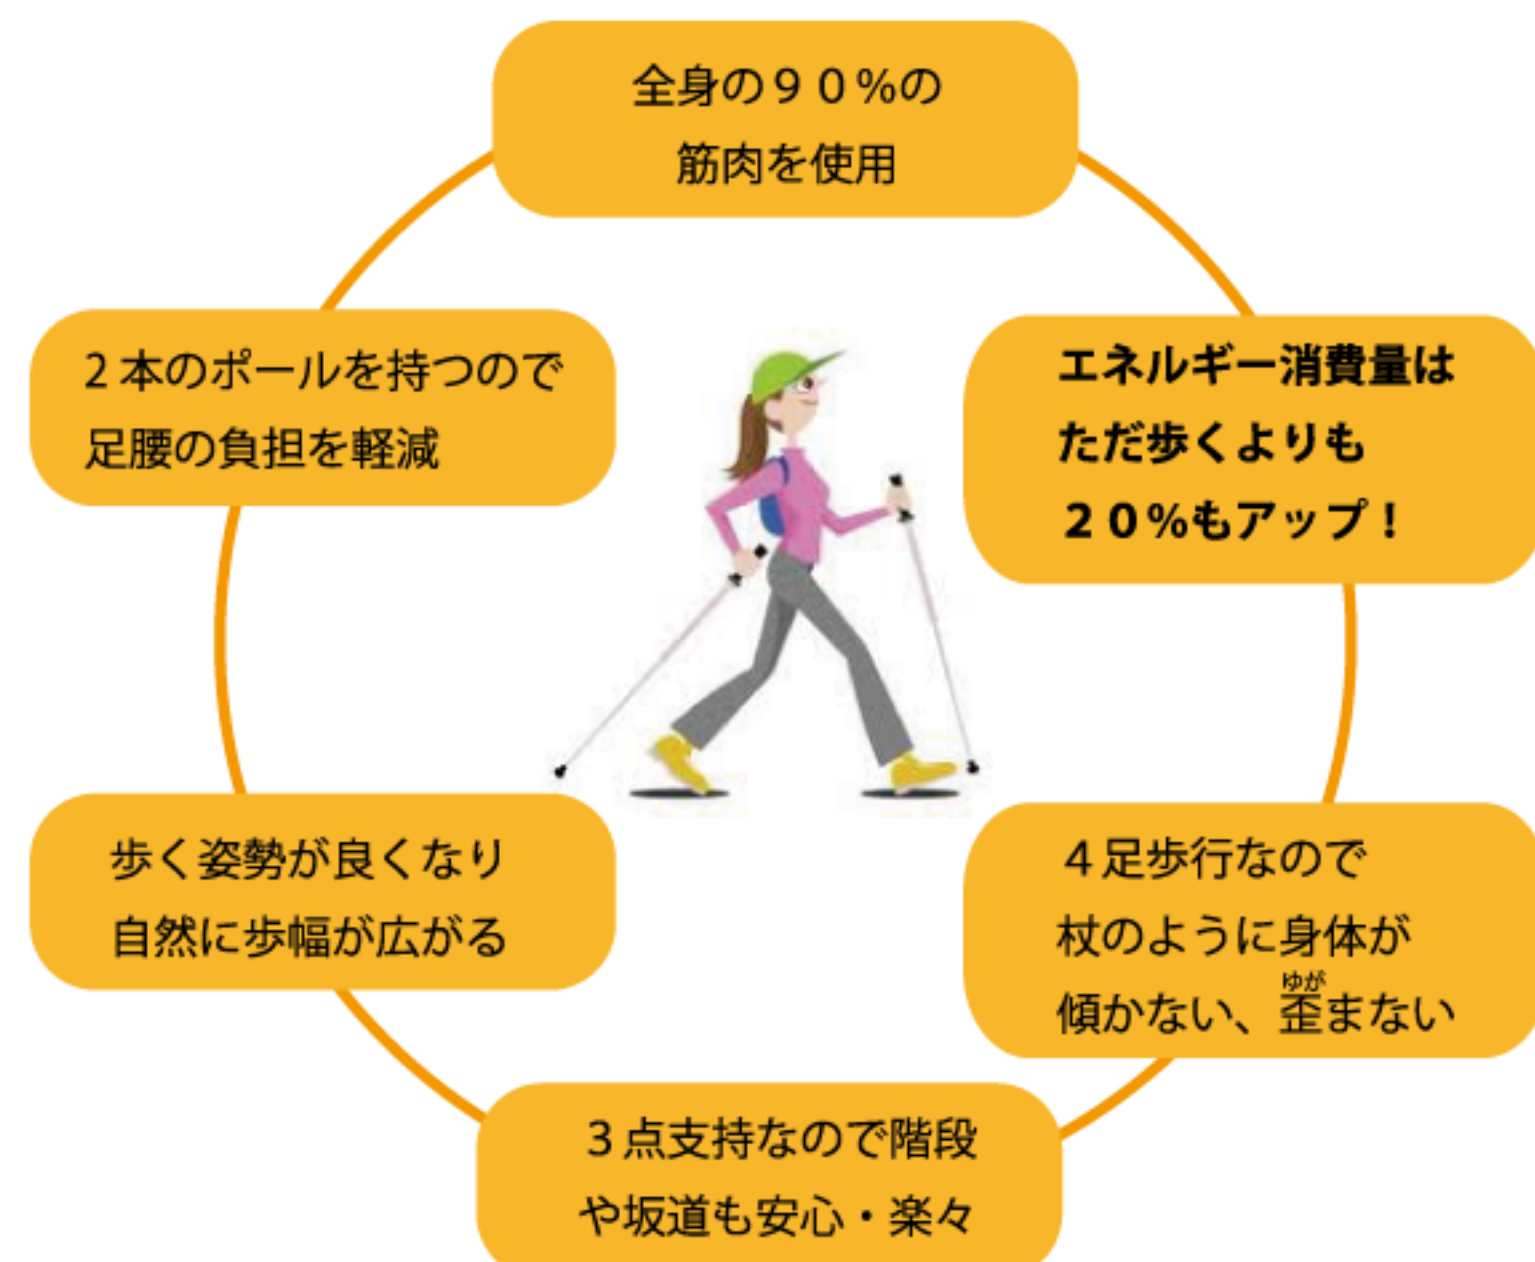 全身の９０％の
筋肉を使用
エネルギー消費量は
ただ歩くよりも
２０％もアップ！
４足歩行なので
杖のように身体が
ゆが
傾かない、歪まない
３点支持なので階段
や坂道も安心・楽々
歩く姿勢が良くなり
自然に歩幅が広がる
２本のポールを持つので
足腰の負担を軽減